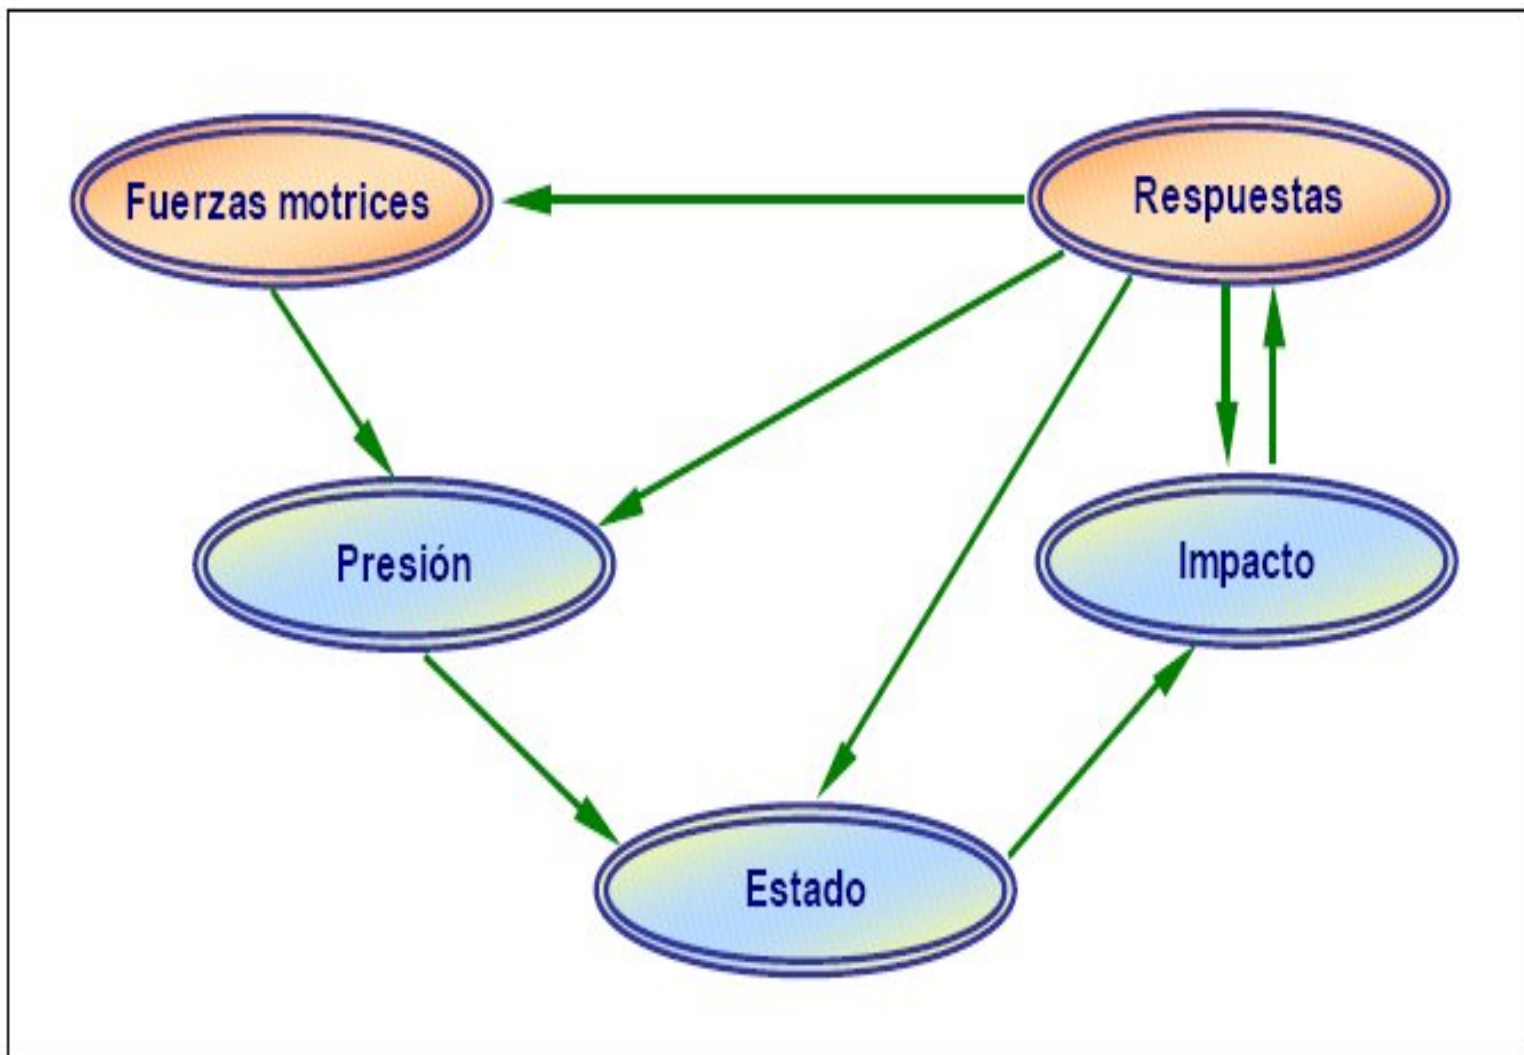 Fuerzas motrices
Respuestas
Presión
Impacto
Estado